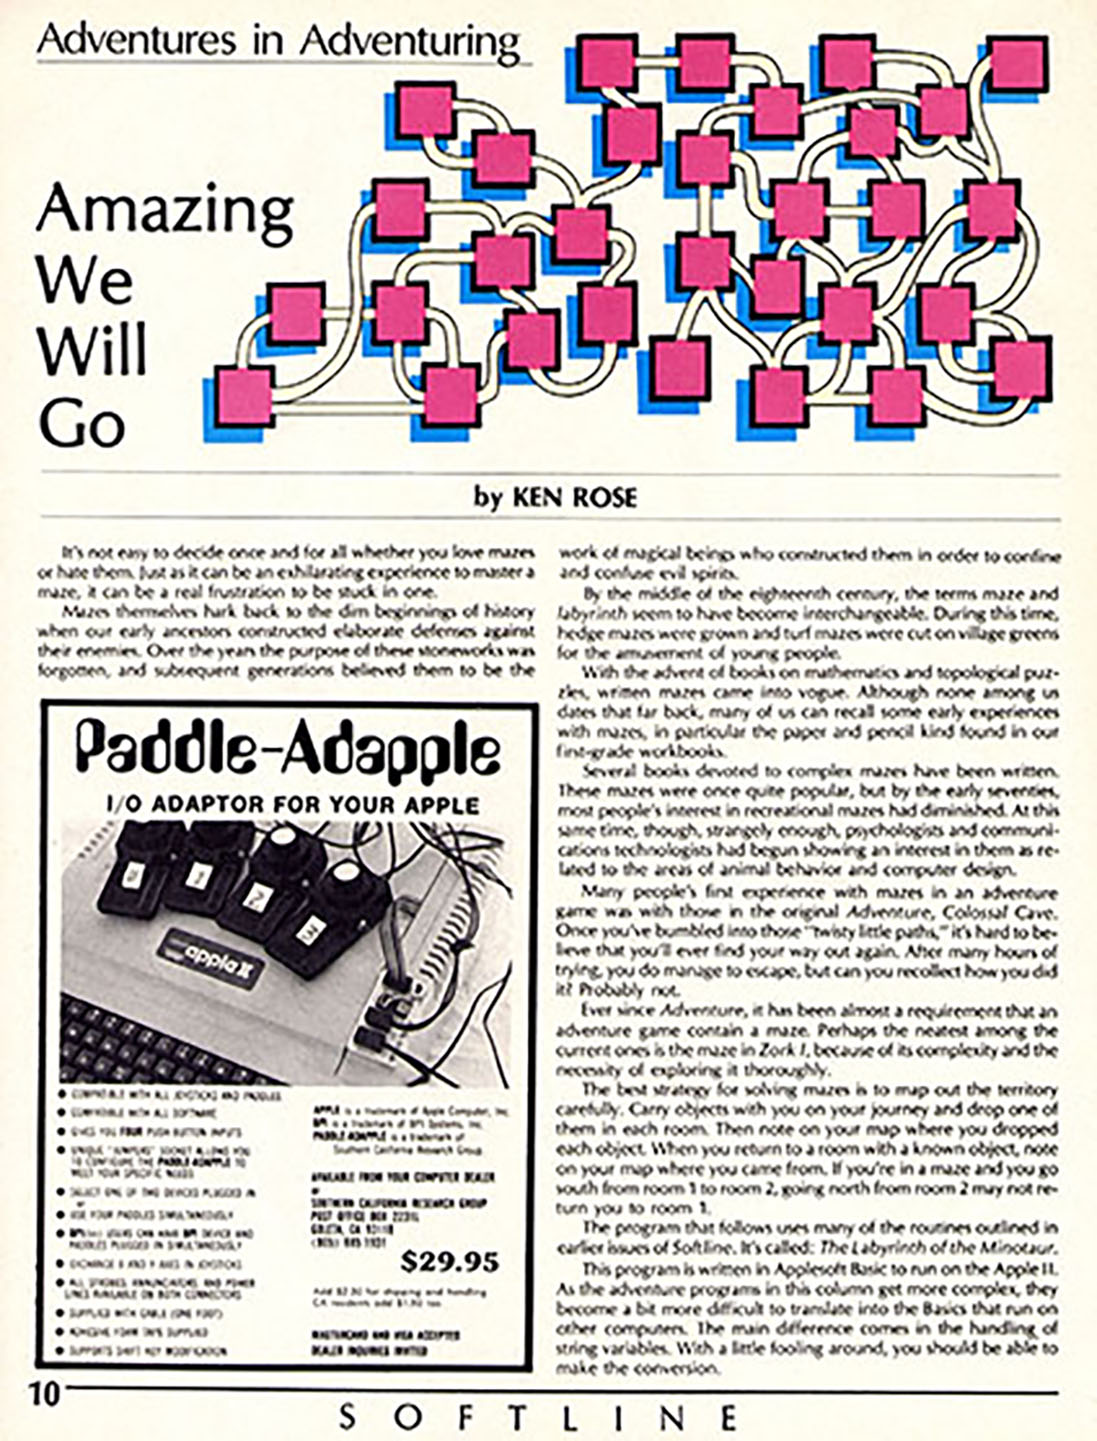 Adventures in Adventuring
Amazing
We
Will
Go
by KEN ROSE
It's not easy to decide once and for all whether you love mazes
or hate them. Just as it can be an exhilarating experience to master a
maze, it can be a real frustration to be stuck in one.
Mazes themselves hark back to the dim beginnings of history
when our early ancestors constructed elaborate defenses against
their enemies. Over the years the purpose of these stoneworks was
forgotten, and subsequent generations believed them to be the
work of magical beings who constructed them in order to confine
and confuse evil spirits.
By the middle of the eighteenth century, the terms maze and
labyrinth seem to have become interchangeable. During this time,
hedge mazes were grown and turf mazes were cut on village greens
for the amusement of young people.
With the advent of books on mathematics and topological puz-
zles, written mazes came into vogue. Although none among us
dates that far back, many of us can recall some early experiences
with mazes, in particular the paper and pencil kind found in our
first-grade workbooks.
Several books devoted to complex mazes have been written.
These mazes were once quite popular, but by the early seventies,
most people's interest in recreational mazes had diminished. At this
same time, though, strangely enough, psychologists and communi-
cations technologists had begun showing an interest in them as re-
lated to the areas of animal behavior and computer design.
Many people's first experience with mazes in an adventure
game was with those in the original Adventure, Colossal Cave.
Once you've bumbled into those "twisty little paths," it's hard to be-
lieve that you'll ever find your way out again. After many hours of
trying, you do manage to escape, but can you recollect how you did
it? Probably not.
Ever since Adventure, it has been almost a requirement that an
adventure game contain a maze. Perhaps the neatest among the
current ones is the maze in Zork I, because of its complexity and the
necessity of exploring it thoroughly.
The best strategy for solving mazes is to map out the territory
carefully. Carry objects with you on your journey and drop one of
them in each room. Then note on your map where you dropped
each object. When you return to a room with a known object, note
on your map where you came from. If you're in a maze and you go
south from room 1 to room 2, going north from room 2 may not re-
turn you to room 1.
The program that follows uses many of the routines outlined in
earlier issues of Softline. It's called: The Labyrinth of the Minotaur.
This program is written in Applesoft Basic to run on the Apple II.
As the adventure programs in this column get more complex, they
become a bit more difficult to translate into the Basics that run on
other computers. The main difference comes in the handling of
string variables. With a little fooling around, you should be able to
make the conversion.
Paddle-Adapple
I/O ADAPTOR FOR YOUR APPLE
apple II
● COMPATIBLE WITH ALL JOYSTICKS AND PADDLES
● COMPATIBLE WITH ALL SOFTWARE
● GIVES YOU FOUR PUSH BUTTON INPUTS
● UNIQUE "JUMPERS" SOCKET ALLOWS YOU
TO CONFIGURE THE PADDLE-ADAPPLE TO
MEET YOUR SPECIFIC NEEDS
● SELECT ONE OF TWO DEVICES PLUGGED IN
or
● USE YOUR PADDLES SIMULTANEOUSLY
● USERS CAN HAVE BPI DEVICE AND
PADDLES PLUGGED IN SIMULTANEOUSLY
● EXCHANGE X AND Y AXES IN JOYSTICKS
● ALL STROBES, ANNUNCIATORS, AND POWER
LINES AVAILABLE ON BOTH CONNECTORS
● SUPPLIED WITH CABLE (ONE FOOT)
● ADHESIVE FOAM TAPE SUPPLIED
● SUPPORTS SHIFT KEY MODIFICATION
APPLE is a trademark of Apple Computer, Inc.
BPI is a trademark of BPI Systems, Inc.
PADDLE-ADAPPLE is a trademark of
Southern California Research Group
AVAILABLE FROM YOUR COMPUTER DEALER
or
SOUTHERN CALIFORNIA RESEARCH GROUP
POST OFFICE BOX
GOLETA, CA
$29.95
Add $2.50 for shipping and handling
CA residents add tax
MASTERCARD AND VISA ACCEPTED
DEALER INQUIRIES INVITED
10
SOFTLINE